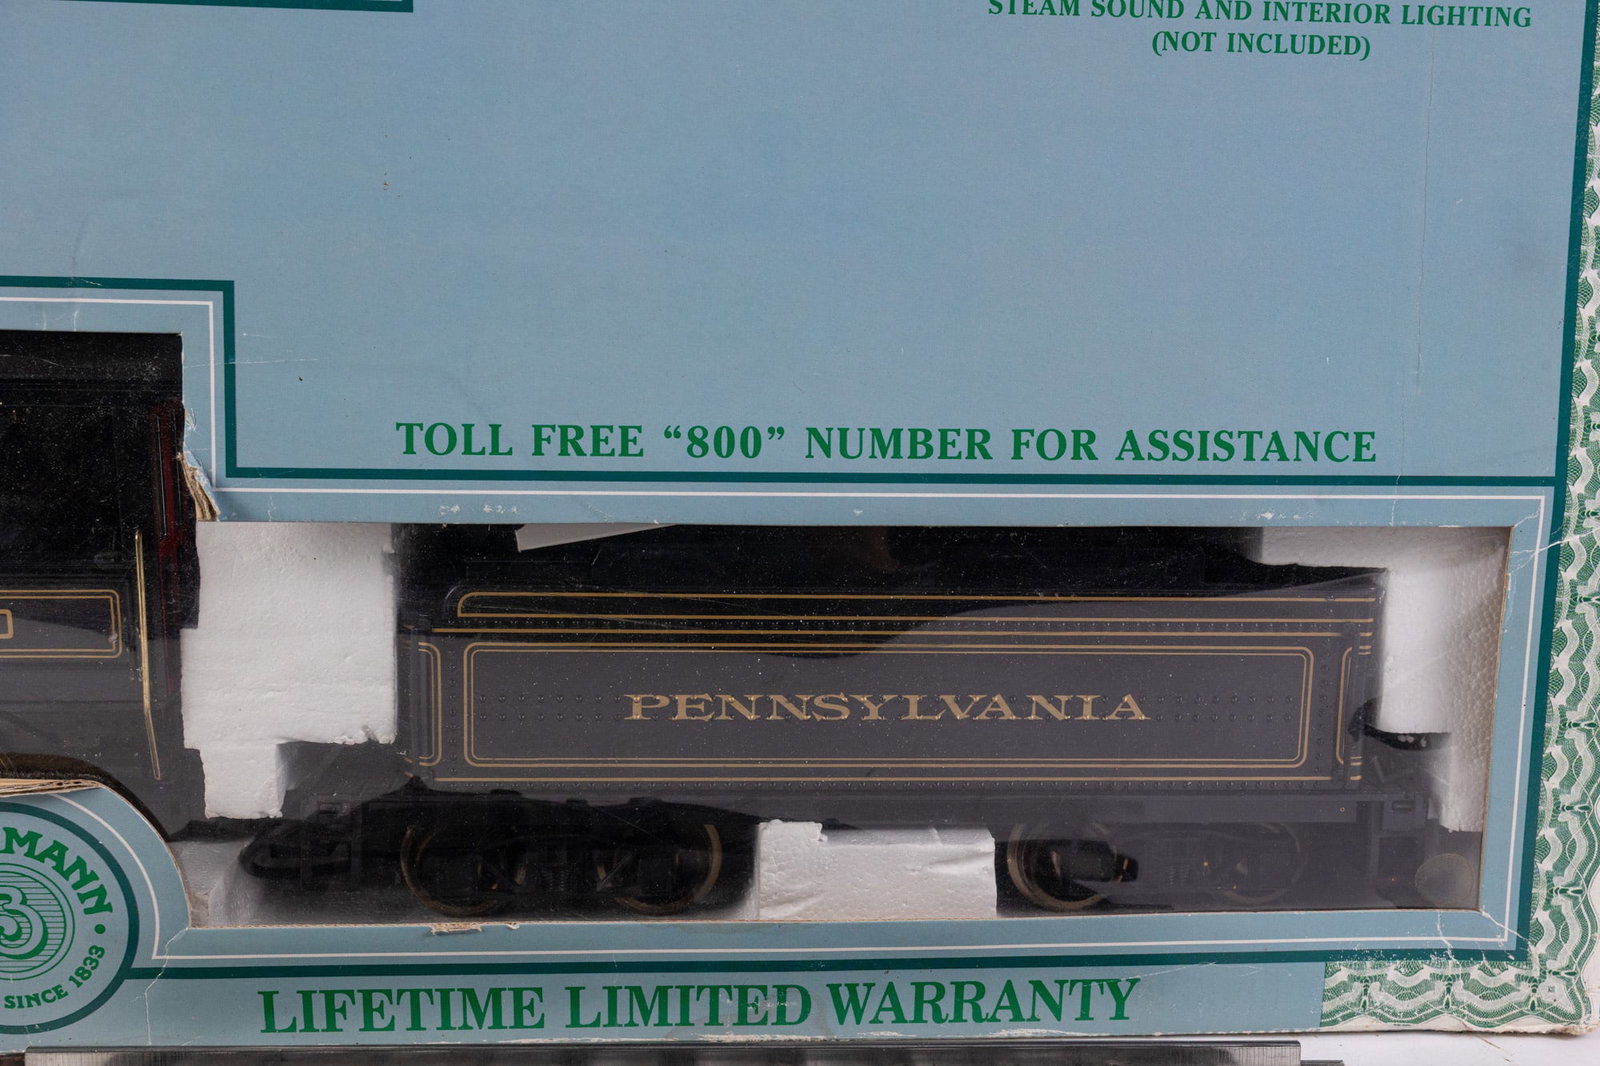 STEAM SOUND AND INTERIOR LIGHTING
(NOT INCLUDED)
TOLL FREE “800” NUMBER FOR ASSISTANCE
PENNSYLVANIA
MANN
B
SINCE 1833
LIFETIME LIMITED WARRANTY